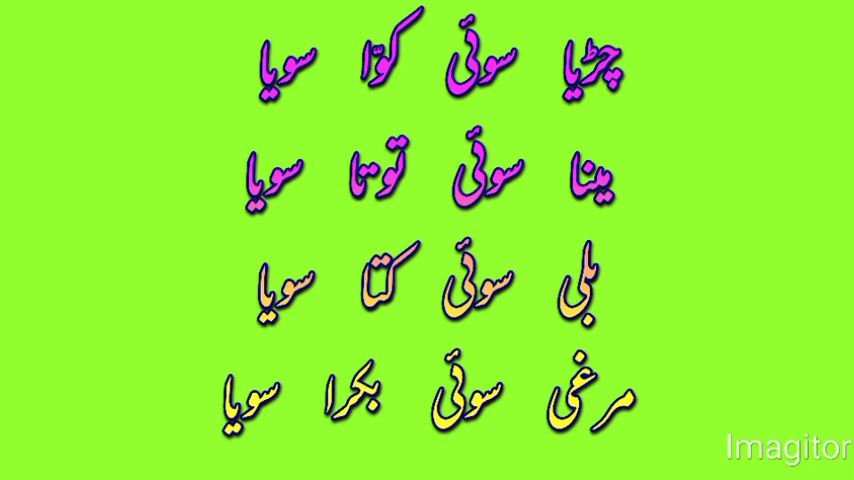 چڑیا سوئی کوّا سویا
مینا سوئی توتا سویا
بلی سوئی کتا سویا
مرغی سوئی بکرا سویا
Imagitor